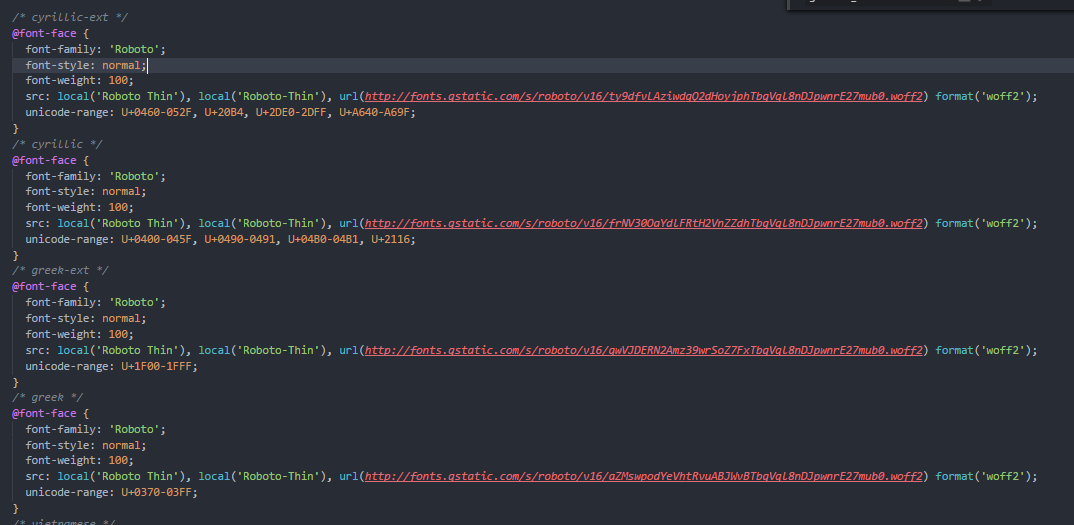 /* cyrillic-ext */
@font-face {
font-family: 'Roboto';
font-style: normal;
font-weight: 100;
src: local('Roboto Thin'), local('Roboto-Thin'), url(http://fonts.gstatic.com/s/roboto/v16/ty9dfvLAziwdqQ2dHoyjphTbgVql8nDJpwnrE27mub0.woff2) format('woff2');
unicode-range: U+0460-052F, U+20B4, U+2DE0-2DFF, U+A640-A69F;
}
/* cyrillic */
@font-face {
font-family: 'Roboto';
font-style: normal;
font-weight: 100;
src: local('Roboto Thin'), local('Roboto-Thin'), url(http://fonts.gstatic.com/s/roboto/v16/frNV30OaYdlFRtH2VnZZdhTbgVql8nDJpwnrE27mub0.woff2) format('woff2');
unicode-range: U+0400-045F, U+0490-0491, U+04B0-04B1, U+2116;
}
/* greek-ext */
@font-face {
font-family: 'Roboto';
font-style: normal;
font-weight: 100;
src: local('Roboto Thin'), local('Roboto-Thin'), url(http://fonts.gstatic.com/s/roboto/v16/gwVJDERN2Amz39wrSoZ7FxTbgVql8nDJpwnrE27mub0.woff2) format('woff2');
unicode-range: U+1F00-1FFF;
}
/* greek */
@font-face {
font-family: 'Roboto';
font-style: normal;
font-weight: 100;
src: local('Roboto Thin'), local('Roboto-Thin'), url(http://fonts.gstatic.com/s/roboto/v16/aZMswpodYeVhtRvuABJWvBTbgVql8nDJpwnrE27mub0.woff2) format('woff2');
unicode-range: U+0370-03FF;
}
/* vietnamese */